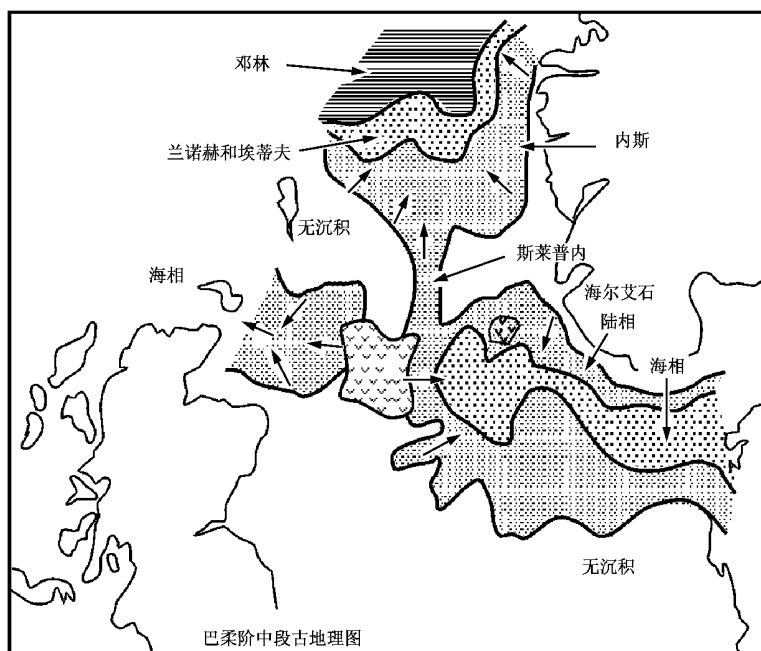 邓林
兰诺赫和埃蒂夫
内斯
无沉积
斯莱普内
海相
海尔艾石
陆相
海相
无沉积
巴柔阶中段古地理图